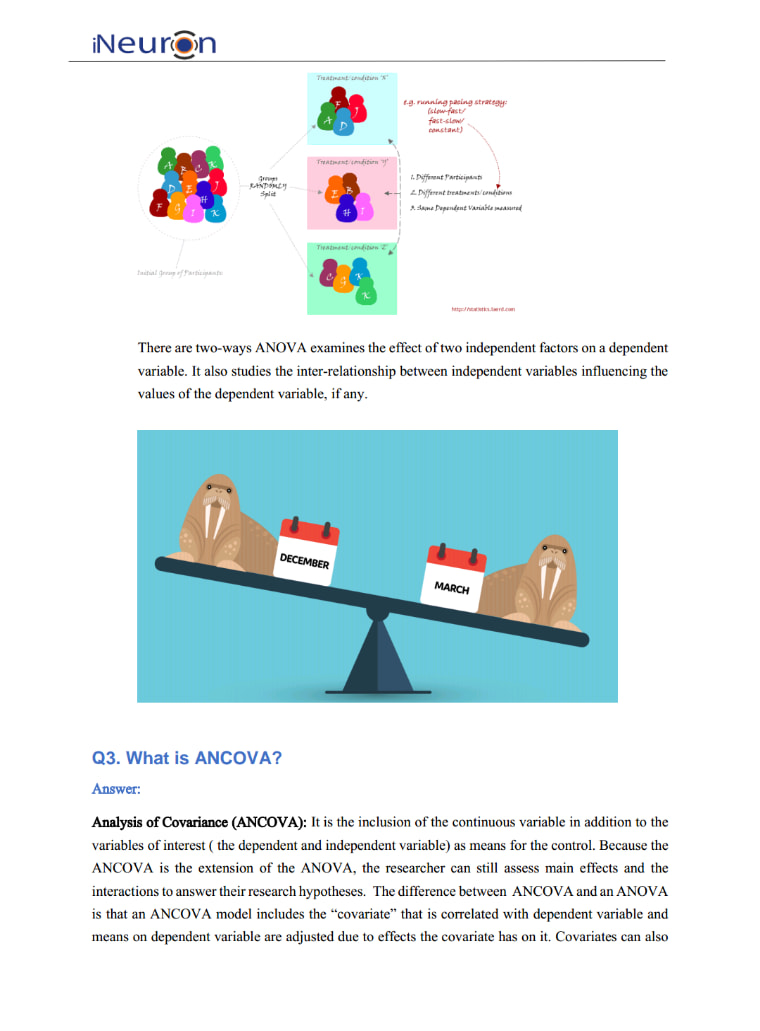 iNeuron
Treatment/condition 'X'
e.g. running pacing strategy:
(slow-fast/
fast-slow/
constant)
F
J
A
D
Treatment/condition 'Y'
Groups
RANDOMLY
Split
1. Different Participants
2. Different treatments/conditions
3. Same Dependent Variable measured
A
B
C
K
D
E
J
H
F
G
I
K
E
B
H
I
Treatment/condition 'Z'
C
G
K
K
Initial Group of Participants
http://statistics.laerd.com
There are two-ways ANOVA examines the effect of two independent factors on a dependent
variable. It also studies the inter-relationship between independent variables influencing the
values of the dependent variable, if any.
DECEMBER
MARCH
Q3. What is ANCOVA?
Answer:
Analysis of Covariance (ANCOVA): It is the inclusion of the continuous variable in addition to the
variables of interest ( the dependent and independent variable) as means for the control. Because the
ANCOVA is the extension of the ANOVA, the researcher can still assess main effects and the
interactions to answer their research hypotheses. The difference between ANCOVA and an ANOVA
is that an ANCOVA model includes the “covariate” that is correlated with dependent variable and
means on dependent variable are adjusted due to effects the covariate has on it. Covariates can also